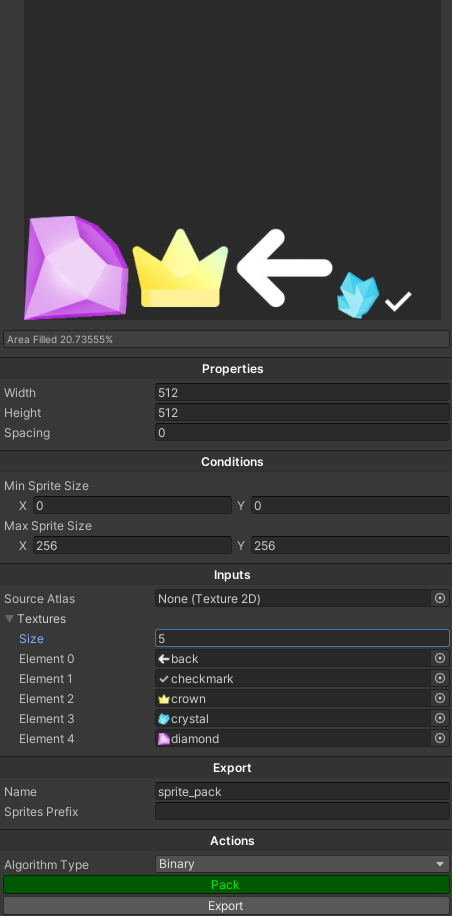 Area Filled 20.73555%
Properties
Width 512
Height 512
Spacing 0
Conditions
Min Sprite Size
X 0 Y 0
Max Sprite Size
X 256 Y 256
Inputs
Source Atlas None (Texture 2D)
Textures
Size 5
Element 0 back
Element 1 checkmark
Element 2 crown
Element 3 crystal
Element 4 diamond
Export
Name sprite_pack
Sprites Prefix
Actions
Algorithm Type Binary
Pack
Export